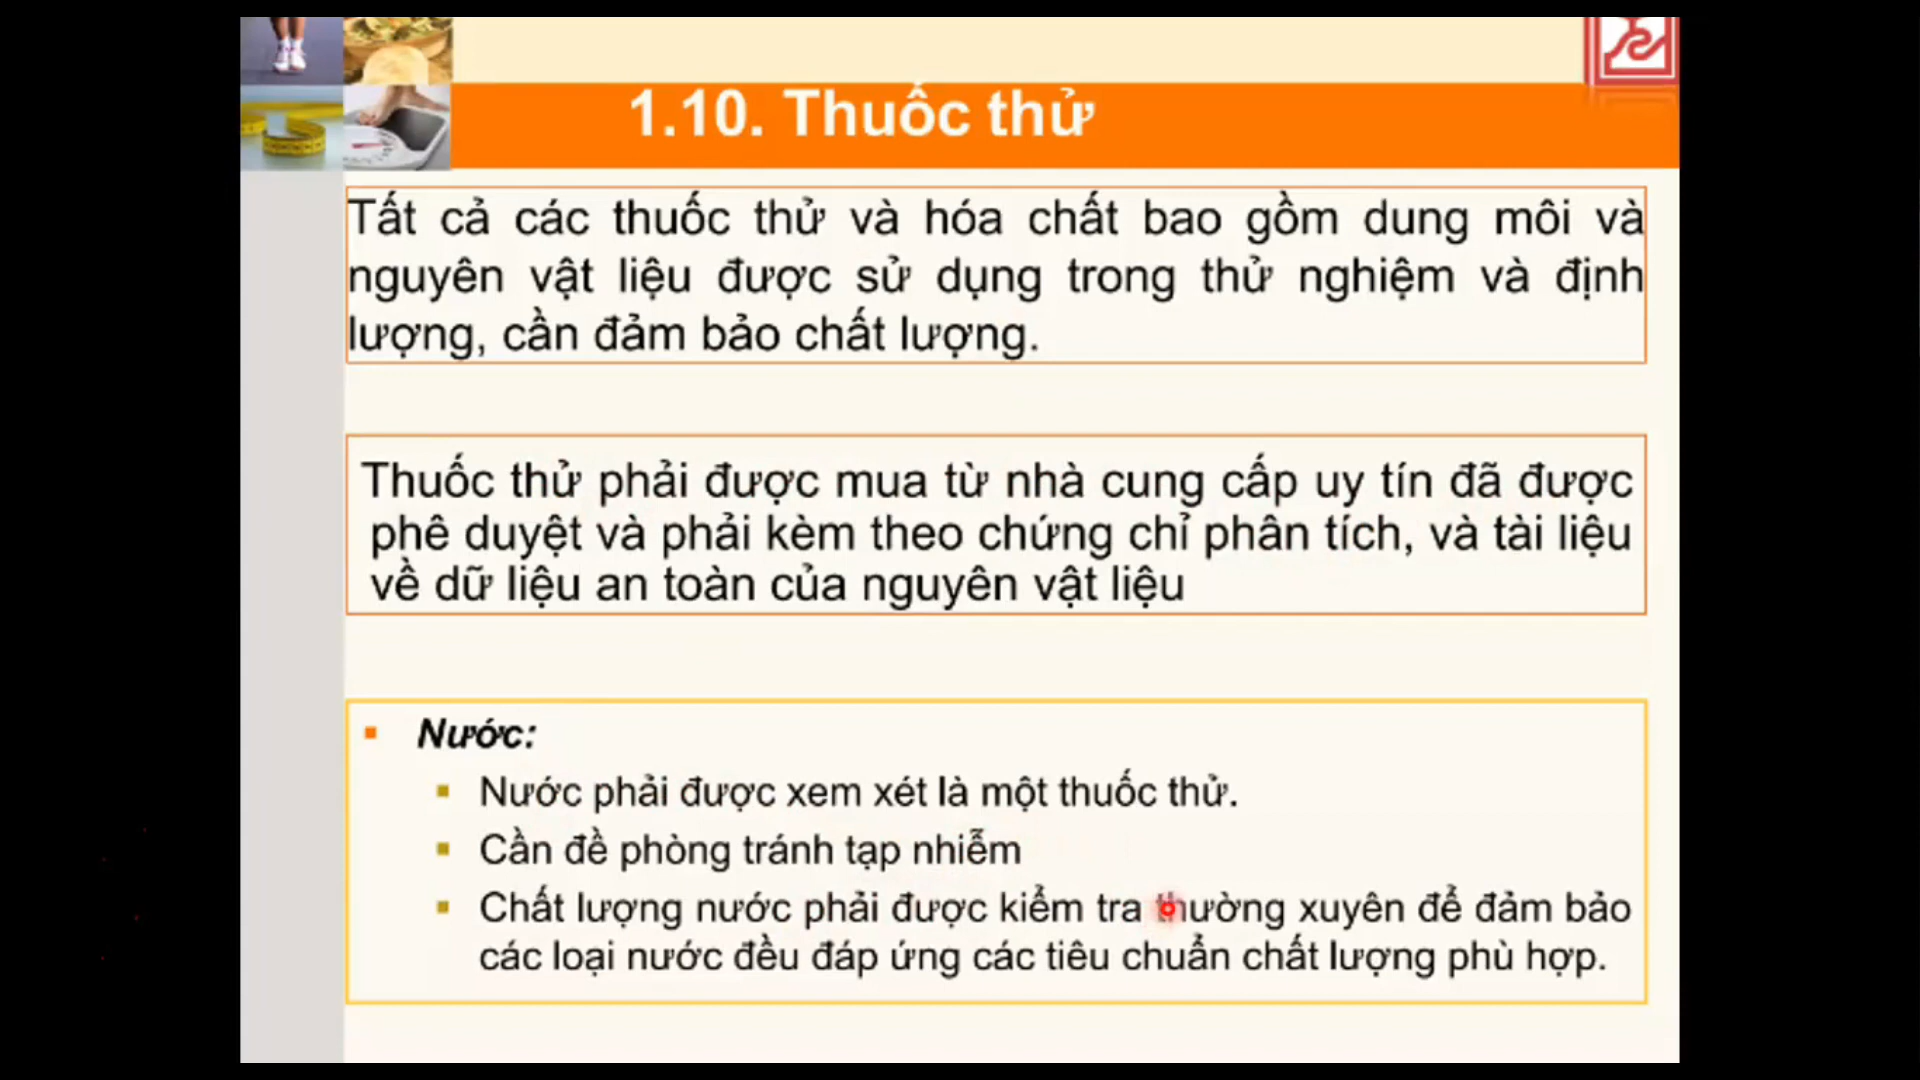 1.10. Thuốc thử
Tất cả các thuốc thử và hóa chất bao gồm dung môi và
nguyên vật liệu được sử dụng trong thử nghiệm và định
lượng, cần đảm bảo chất lượng.
Thuốc thử phải được mua từ nhà cung cấp uy tín đã được
phê duyệt và phải kèm theo chứng chỉ phân tích, và tài liệu
về dữ liệu an toàn của nguyên vật liệu
Nước:
Nước phải được xem xét là một thuốc thử.
Cần đề phòng tránh tạp nhiễm
Chất lượng nước phải được kiểm tra thường xuyên để đảm bảo
các loại nước đều đáp ứng các tiêu chuẩn chất lượng phù hợp.